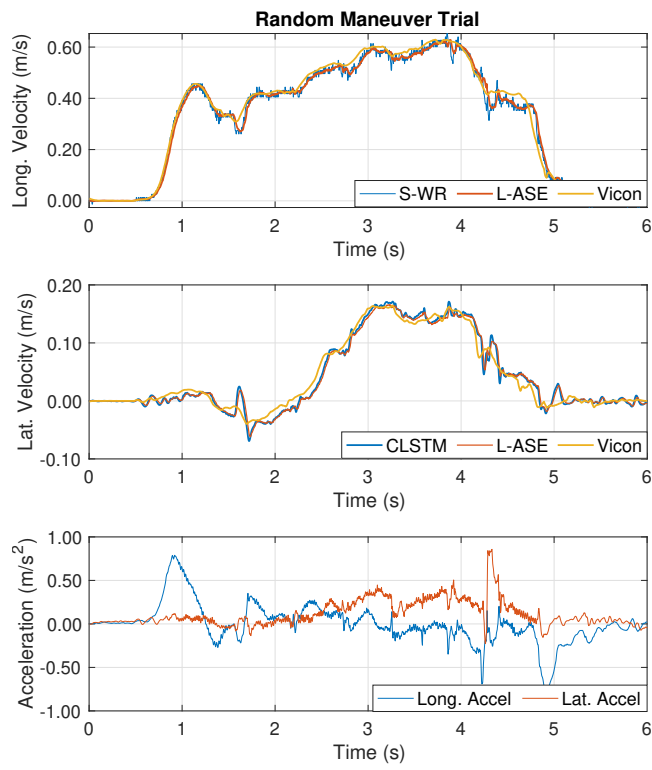 Random Maneuver Trial
Long. Velocity (m/s)
0.60
0.40
0.20
0.00
S-WR L-ASE Vicon
0 1 2 3 4 5 6
Time (s)
Lat. Velocity (m/s)
0.20
0.10
0.00
-0.10
CLSTM L-ASE Vicon
0 1 2 3 4 5 6
Time (s)
Acceleration (m/s²)
1.00
0.50
0.00
-0.50
-1.00
Long. Accel Lat. Accel
0 1 2 3 4 5 6
Time (s)